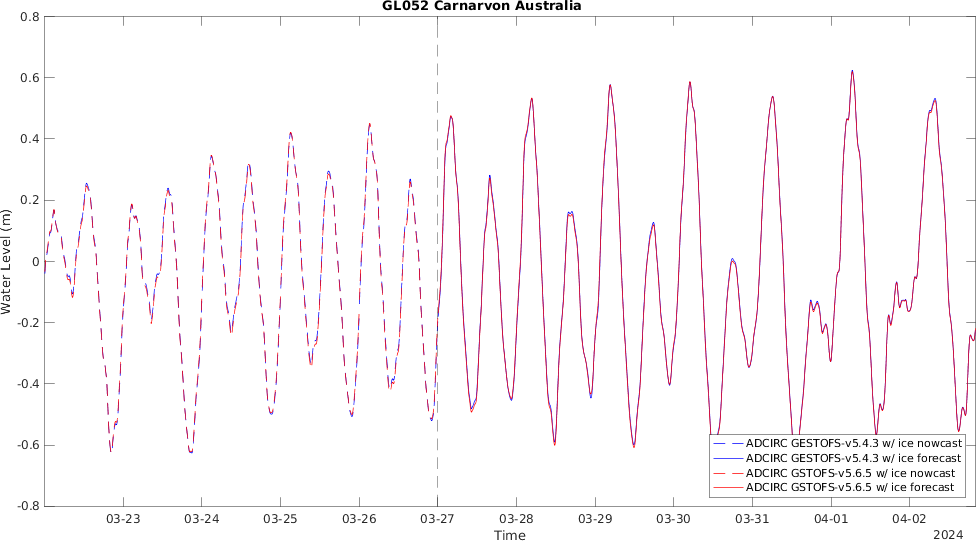 GL052 Carnarvon Australia
0.8
0.6
0.4
0.2
0
-0.2
-0.4
-0.6
-0.8
Water Level (m)
ADCIRC GESTOFS-v5.4.3 w/ ice nowcast
ADCIRC GESTOFS-v5.4.3 w/ ice forecast
ADCIRC GSTOFS-v5.6.5 w/ ice nowcast
ADCIRC GSTOFS-v5.6.5 w/ ice forecast
03-23 03-24 03-25 03-26 03-27 03-28 03-29 03-30 03-31 04-01 04-02
Time
2024